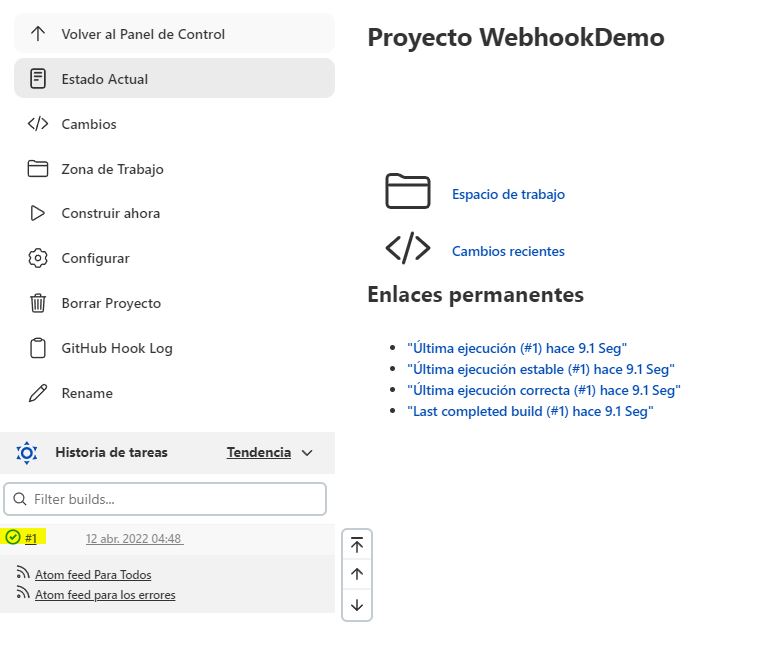 Volver al Panel de Control
Estado Actual
Cambios
Zona de Trabajo
Construir ahora
Configurar
Borrar Proyecto
GitHub Hook Log
Rename
Historia de tareas
Tendencia
Filter builds...
#1
12 abr. 2022 04:48
Atom feed Para Todos
Atom feed para los errores
Proyecto WebhookDemo
Espacio de trabajo
Cambios recientes
Enlaces permanentes
"Última ejecución (#1) hace 9.1 Seg"
"Última ejecución estable (#1) hace 9.1 Seg"
"Última ejecución correcta (#1) hace 9.1 Seg"
"Last completed build (#1) hace 9.1 Seg"